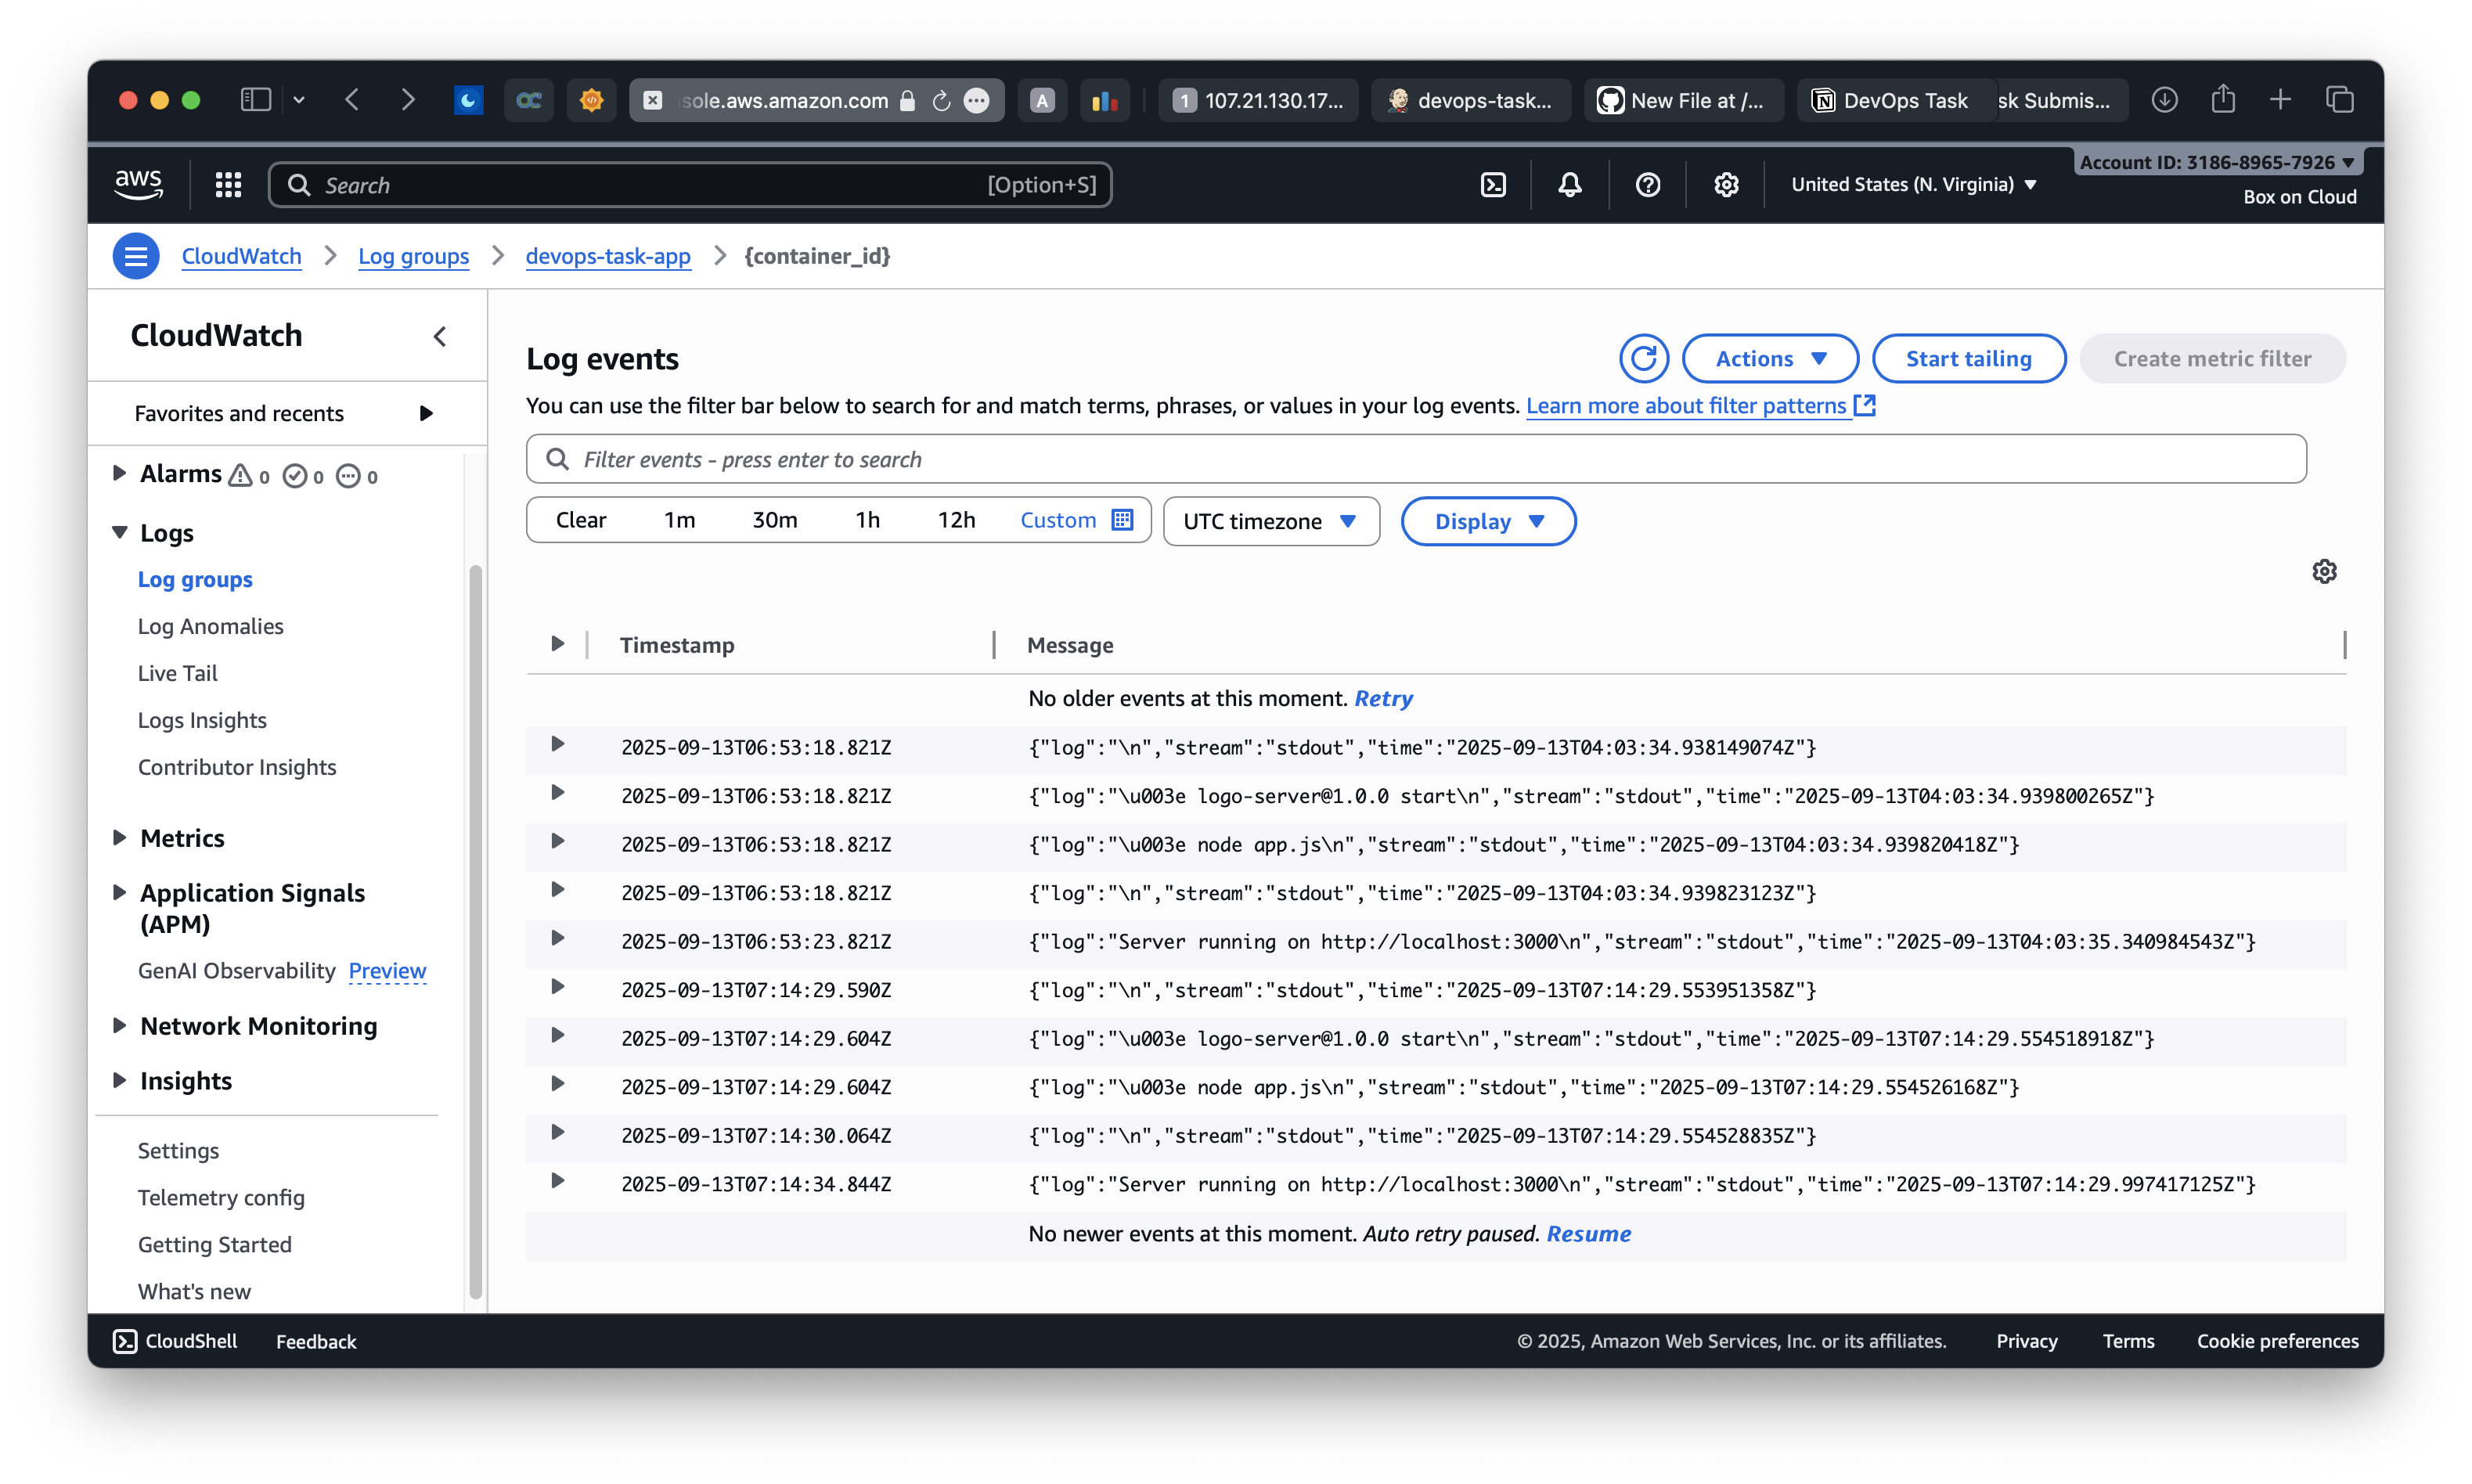 sole.aws.amazon.com
A
1 107.21.130.17...
devops-task...
New File at /...
DevOps Task
sk Submis...
aws
Search
[Option+S]
United States (N. Virginia)
Account ID: 3186-8965-7926
Box on Cloud
CloudWatch
Log groups
devops-task-app
{container_id}
CloudWatch
Favorites and recents
Alarms 0 0 0
Logs
Log groups
Log Anomalies
Live Tail
Logs Insights
Contributor Insights
Metrics
Application Signals
(APM)
GenAI Observability Preview
Network Monitoring
Insights
Settings
Telemetry config
Getting Started
What's new
Log events
Actions
Start tailing
Create metric filter
You can use the filter bar below to search for and match terms, phrases, or values in your log events. Learn more about filter patterns
Filter events - press enter to search
Clear 1m 30m 1h 12h Custom
UTC timezone
Display
Timestamp Message
No older events at this moment. Retry
2025-09-13T06:53:18.821Z {"log":"\n","stream":"stdout","time":"2025-09-13T04:03:34.938149074Z"}
2025-09-13T06:53:18.821Z {"log":"\u003e logo-server@1.0.0 start\n","stream":"stdout","time":"2025-09-13T04:03:34.939800265Z"}
2025-09-13T06:53:18.821Z {"log":"\u003e node app.js\n","stream":"stdout","time":"2025-09-13T04:03:34.939820418Z"}
2025-09-13T06:53:18.821Z {"log":"\n","stream":"stdout","time":"2025-09-13T04:03:34.939823123Z"}
2025-09-13T06:53:23.821Z {"log":"Server running on http://localhost:3000\n","stream":"stdout","time":"2025-09-13T04:03:35.340984543Z"}
2025-09-13T07:14:29.590Z {"log":"\n","stream":"stdout","time":"2025-09-13T07:14:29.553951358Z"}
2025-09-13T07:14:29.604Z {"log":"\u003e logo-server@1.0.0 start\n","stream":"stdout","time":"2025-09-13T07:14:29.554518918Z"}
2025-09-13T07:14:29.604Z {"log":"\u003e node app.js\n","stream":"stdout","time":"2025-09-13T07:14:29.554526168Z"}
2025-09-13T07:14:30.064Z {"log":"\n","stream":"stdout","time":"2025-09-13T07:14:29.554528835Z"}
2025-09-13T07:14:34.844Z {"log":"Server running on http://localhost:3000\n","stream":"stdout","time":"2025-09-13T07:14:29.997417125Z"}
No newer events at this moment. Auto retry paused. Resume
CloudShell
Feedback
© 2025, Amazon Web Services, Inc. or its affiliates.
Privacy
Terms
Cookie preferences